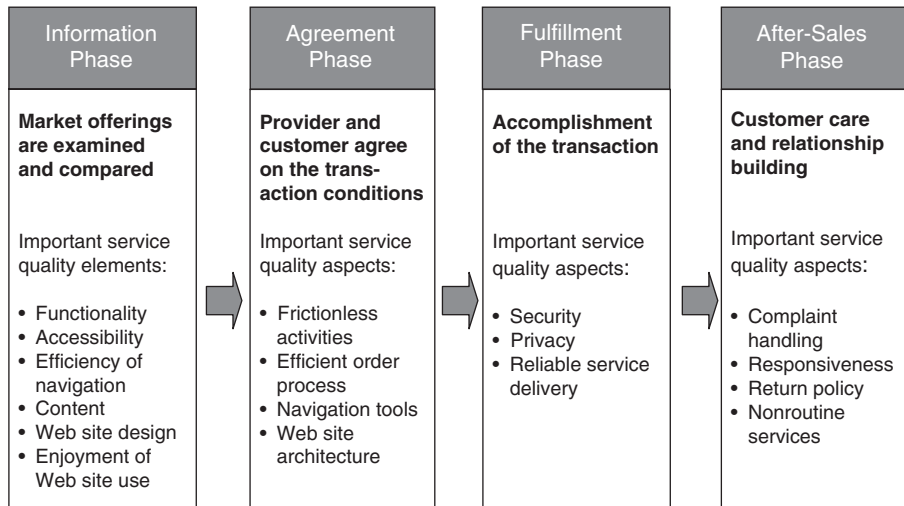 Information
Phase
Market offerings
are examined
and compared
Important service
quality elements:
• Functionality
• Accessibility
• Efficiency of
navigation
• Content
• Web site design
• Enjoyment of
Web site use
Agreement
Phase
Provider and
customer agree
on the trans-
action conditions
Important service
quality aspects:
• Frictionless
activities
• Efficient order
process
• Navigation tools
• Web site
architecture
Fulfillment
Phase
Accomplishment
of the transaction
Important service
quality aspects:
• Security
• Privacy
• Reliable service
delivery
After-Sales
Phase
Customer care
and relationship
building
Important service
quality aspects:
• Complaint
handling
• Responsiveness
• Return policy
• Nonroutine
services